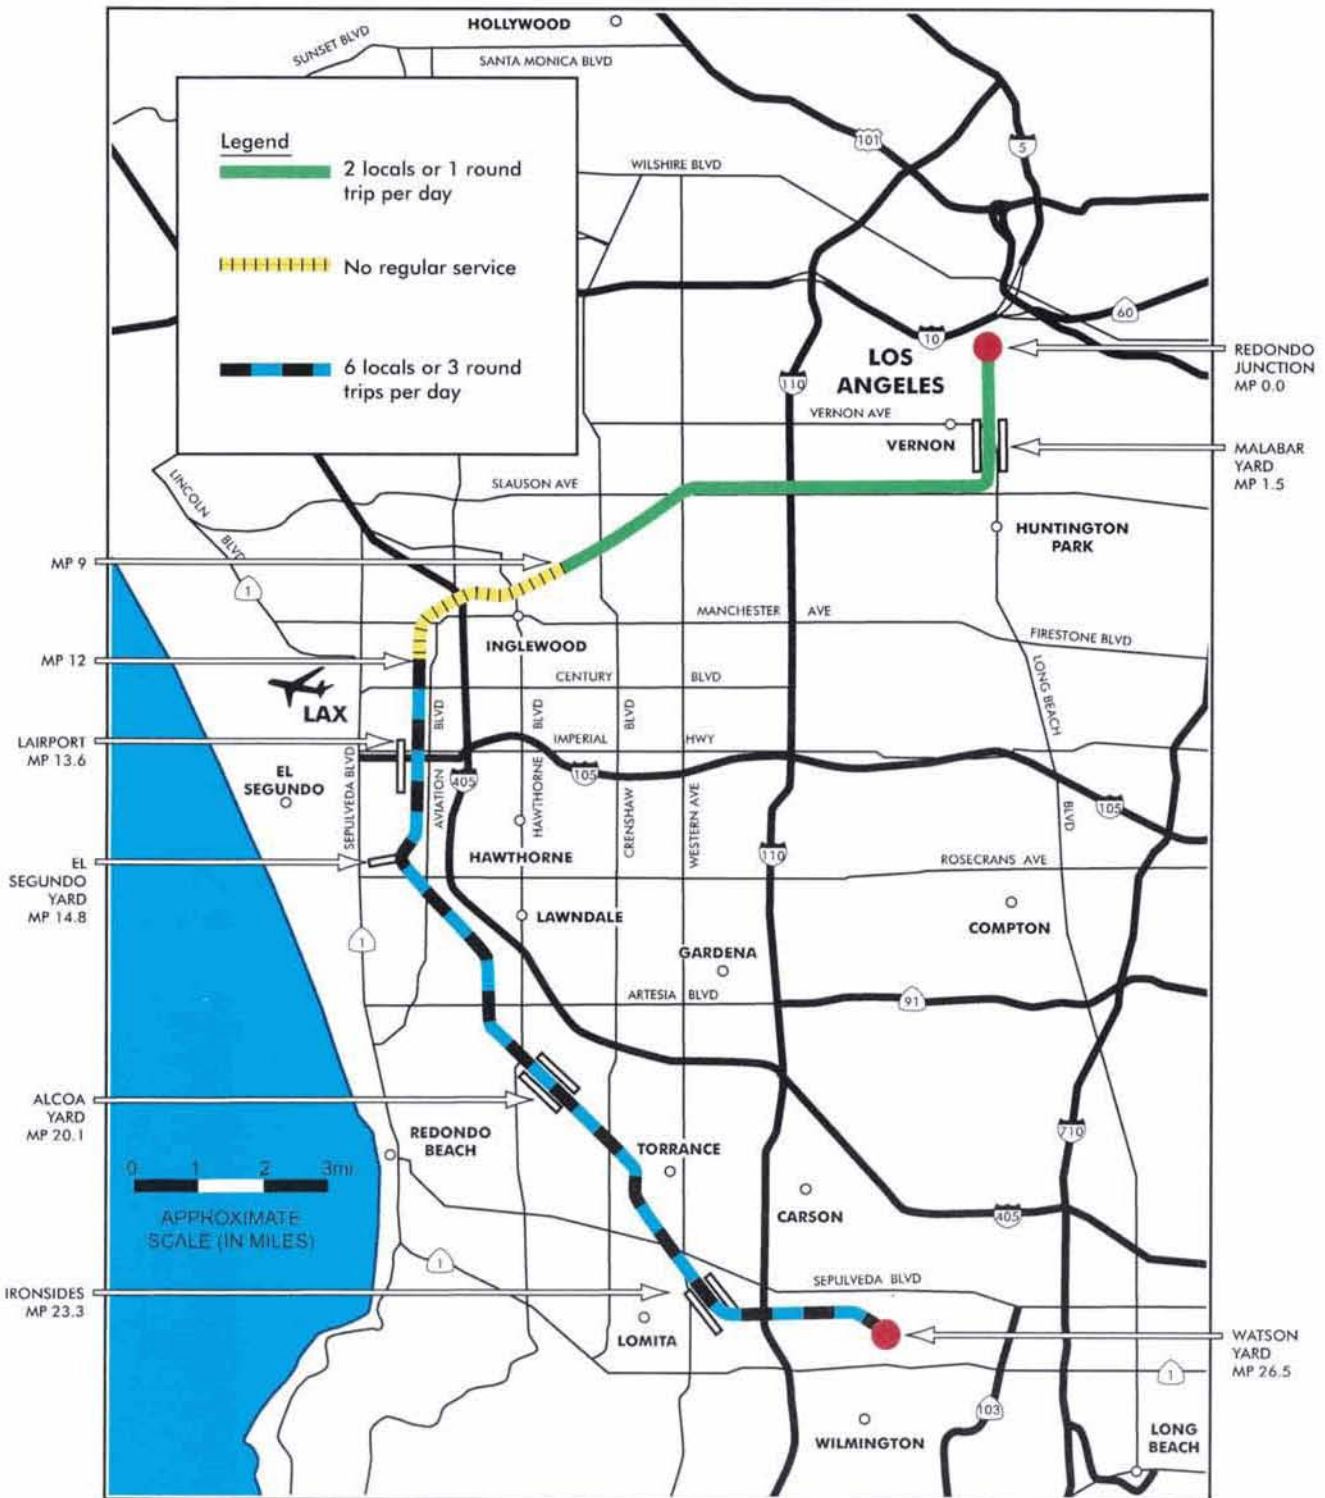 HOLLYWOOD
SUNSET BLVD
SANTA MONICA BLVD
Legend
2 locals or 1 round
trip per day
No regular service
6 locals or 3 round
trips per day
101
5
WILSHIRE BLVD
60
10
LOS
ANGELES
REDONDO
JUNCTION
MP 0.0
110
VERNON AVE
VERNON
MALABAR
YARD
MP 1.5
LINCOLN
BLVD
SLAUSON AVE
HUNTINGTON
PARK
MP 9
1
MANCHESTER AVE
FIRESTONE BLVD
INGLEWOOD
MP 12
CENTURY BLVD
LONG BEACH
BLVD
LAX
LAIRPORT
MP 13.6
SEPULVEDA BLVD
AVIATION BLVD
HAWTHORNE BLVD
CRENSHAW BLVD
WESTERN AVE
IMPERIAL HWY
EL
SEGUNDO
405
105
105
HAWTHORNE
110
ROSECRANS AVE
EL
SEGUNDO
YARD
MP 14.8
LAWNDALE
COMPTON
1
GARDENA
ARTESIA BLVD
91
ALCOA
YARD
MP 20.1
REDONDO
BEACH
TORRANCE
710
0 1 2 3mi
APPROXIMATE
SCALE (IN MILES)
CARSON
405
1
IRONSIDES
MP 23.3
SEPULVEDA BLVD
LOMITA
WATSON
YARD
MP 26.5
1
103
WILMINGTON
LONG
BEACH